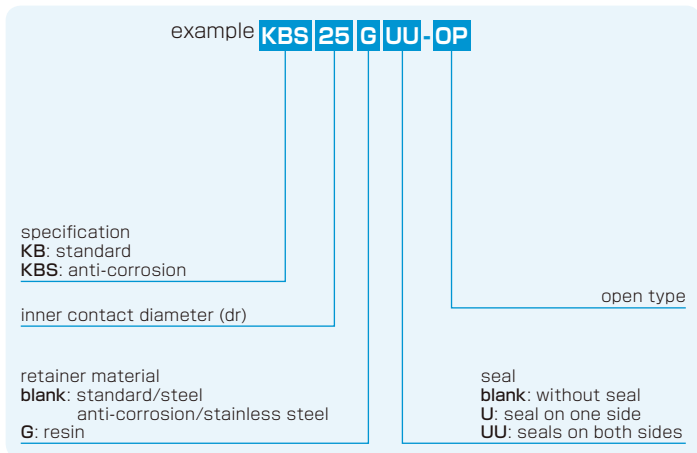 example KBS 25 G UU - OP
specification
KB: standard
KBS: anti-corrosion
inner contact diameter (dr)
open type
retainer material
blank: standard/steel
anti-corrosion/stainless steel
G: resin
seal
blank: without seal
U: seal on one side
UU: seals on both sides